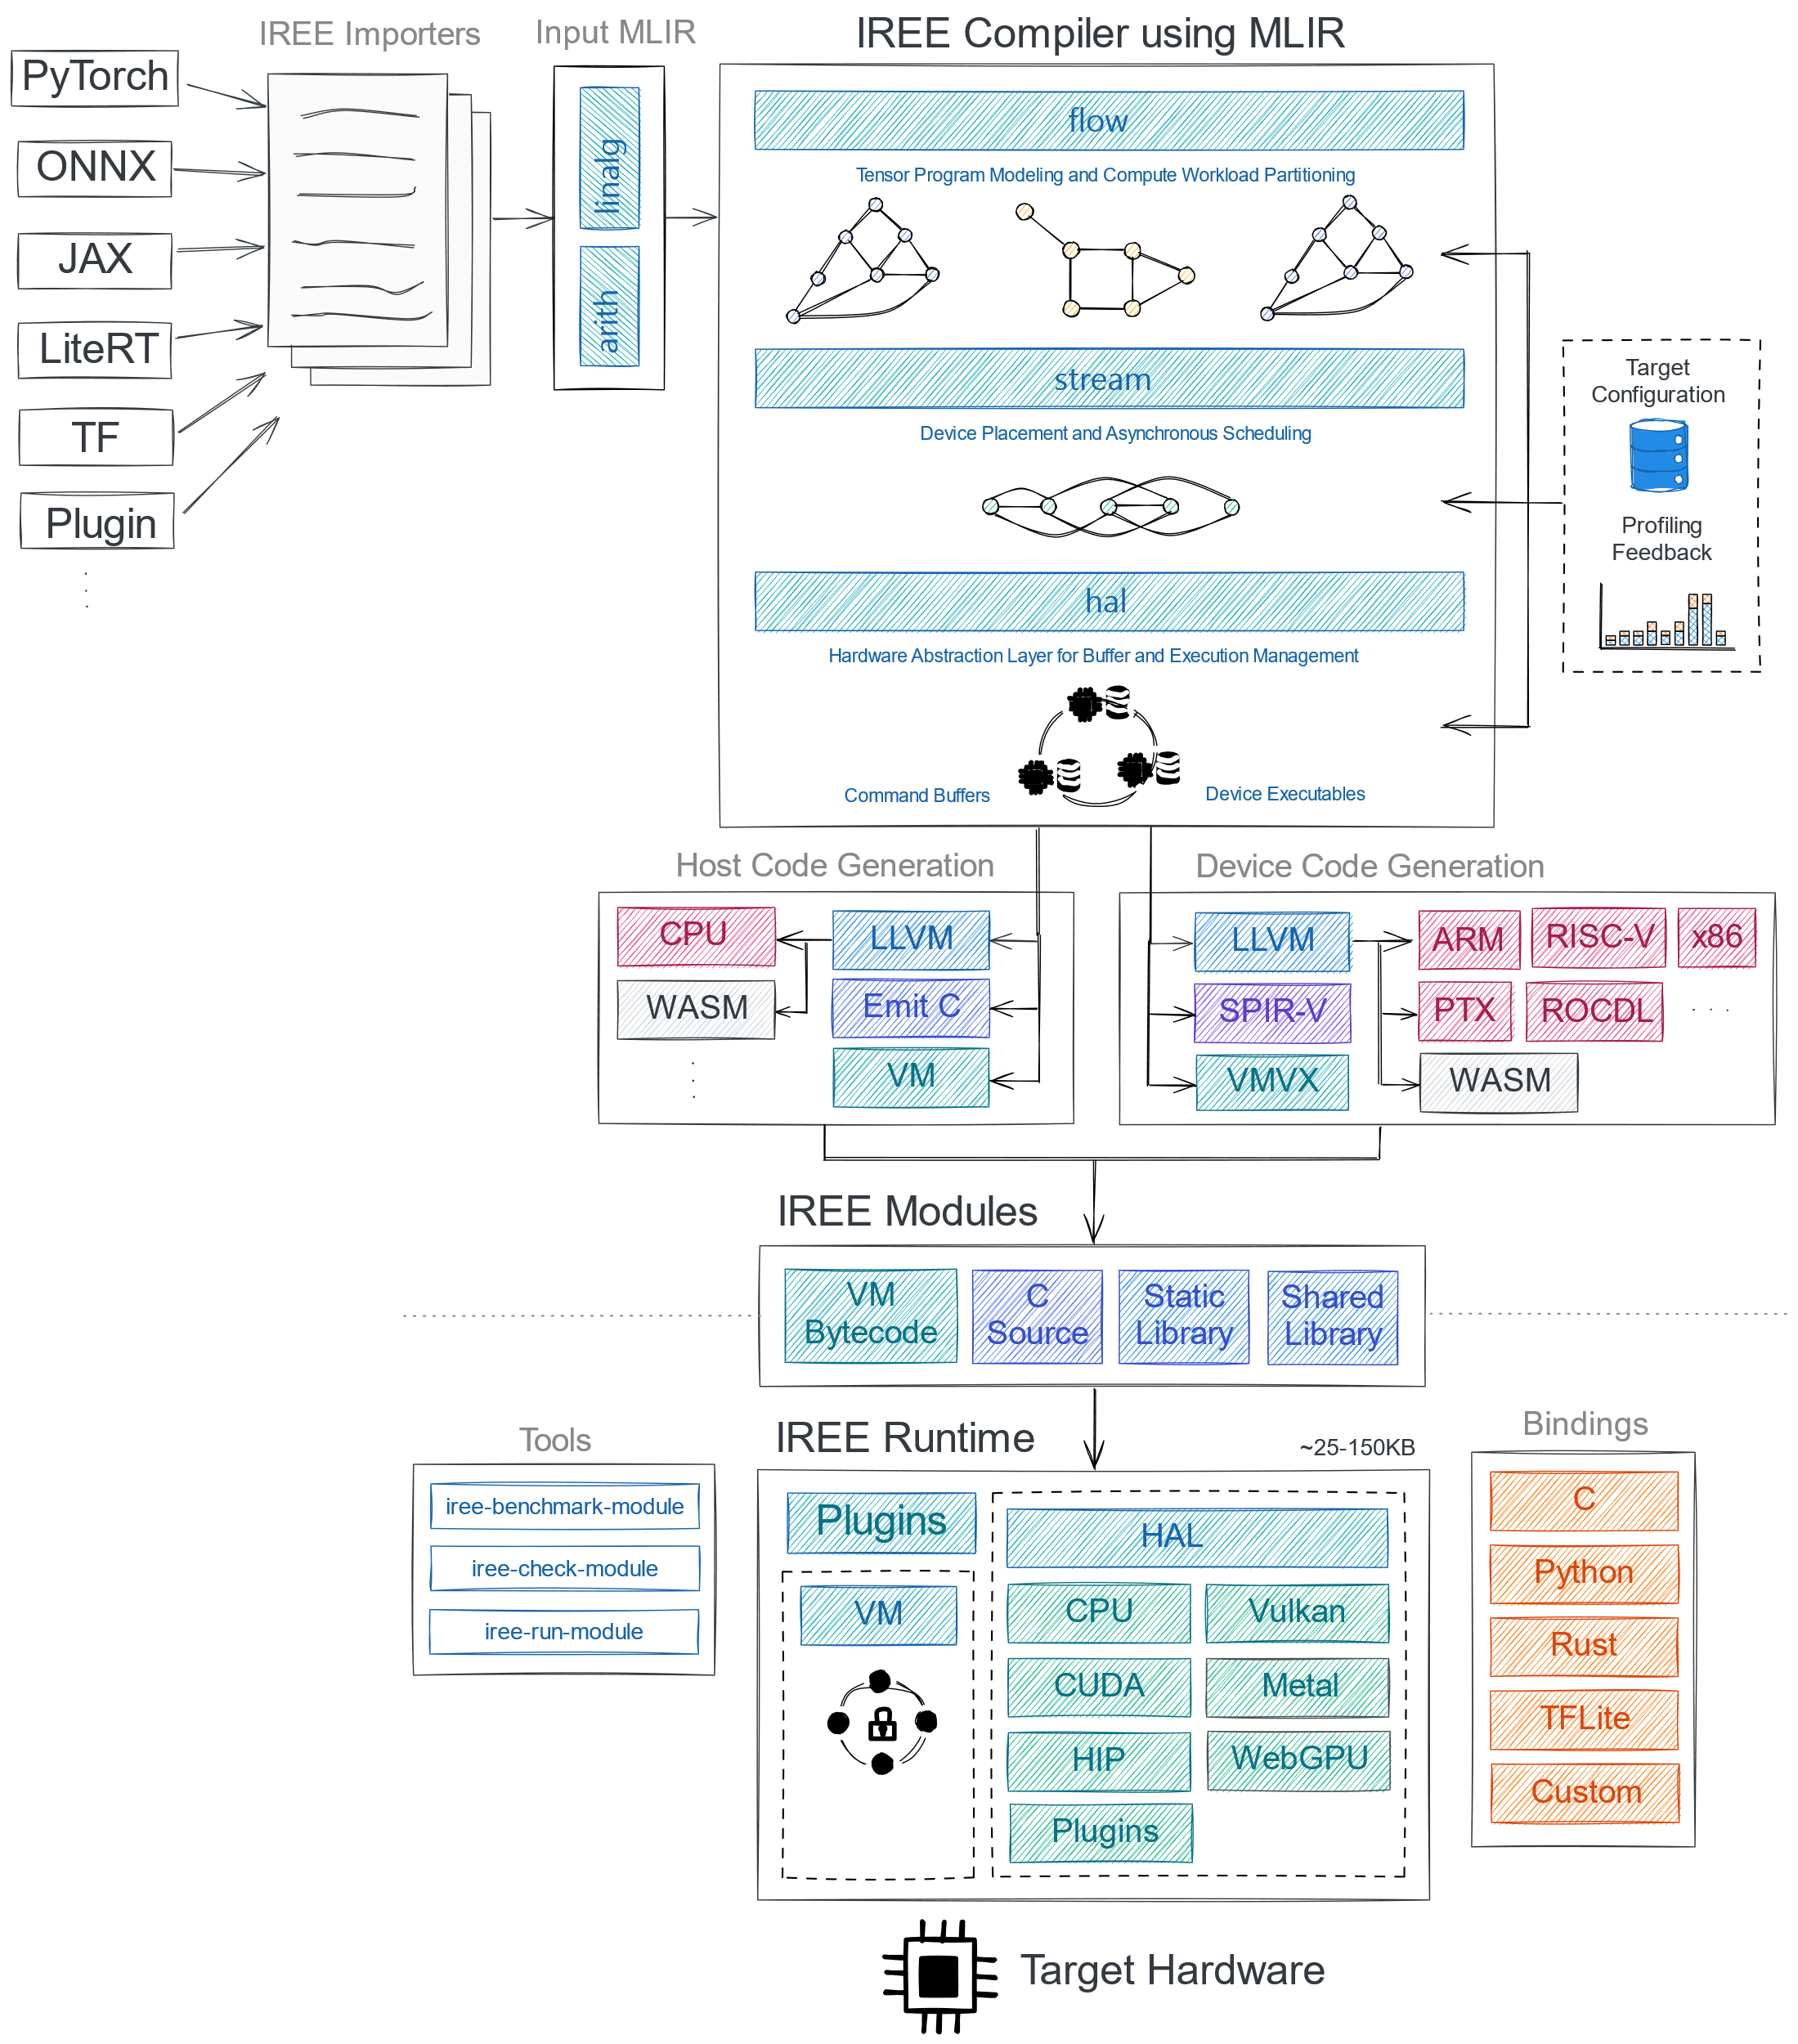 IREE Importers
Input MLIR
IREE Compiler using MLIR
PyTorch
ONNX
JAX
LiteRT
TF
Plugin
. . .
linalg
arith
flow
Tensor Program Modeling and Compute Workload Partitioning
stream
Device Placement and Asynchronous Scheduling
hal
Hardware Abstraction Layer for Buffer and Execution Management
Command Buffers
Device Executables
Target
Configuration
Profiling
Feedback
Host Code Generation
CPU
LLVM
WASM
Emit C
VM
. . .
Device Code Generation
LLVM
ARM
RISC-V
x86
SPIR-V
PTX
ROCDL
. . .
VMVX
WASM
IREE Modules
VM
Bytecode
C
Source
Static
Library
Shared
Library
Tools
iree-benchmark-module
iree-check-module
iree-run-module
IREE Runtime
~25-150KB
Plugins
VM
HAL
CPU
Vulkan
CUDA
Metal
HIP
WebGPU
Plugins
Bindings
C
Python
Rust
TFLite
Custom
Target Hardware